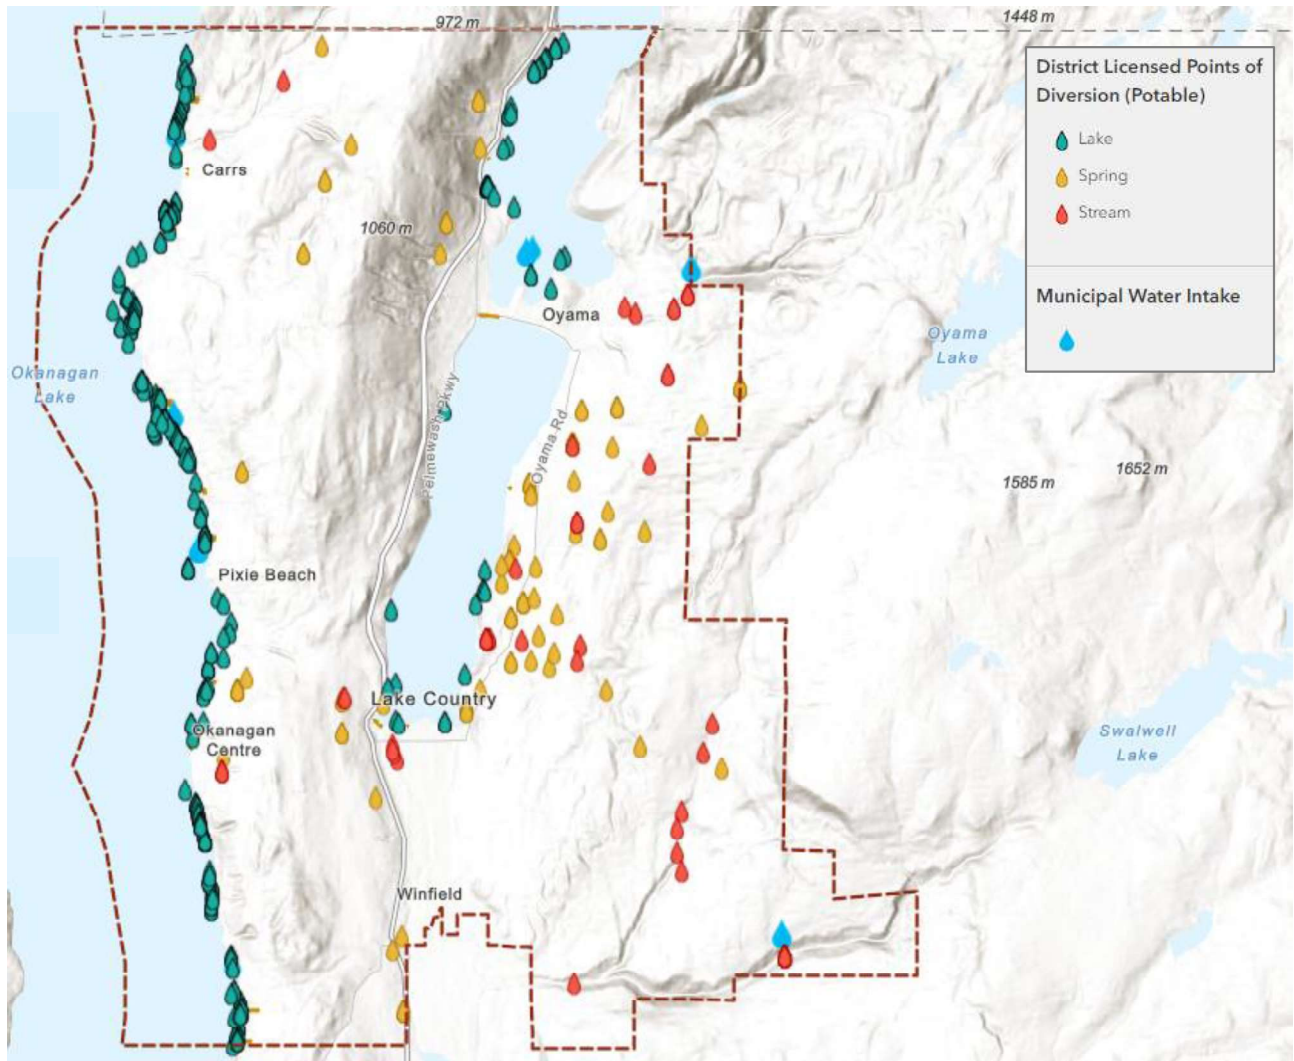 972 m
1448 m
District Licensed Points of
Diversion (Potable)
Lake
Spring
Stream
Municipal Water Intake
Carrs
1060 m
Oyama
Oyama
Lake
Okanagan
Lake
Pelmewash Pkwy
Oyama Rd
1652 m
1585 m
Pixie Beach
Lake Country
Okanagan
Centre
Swalwell
Lake
Winfield